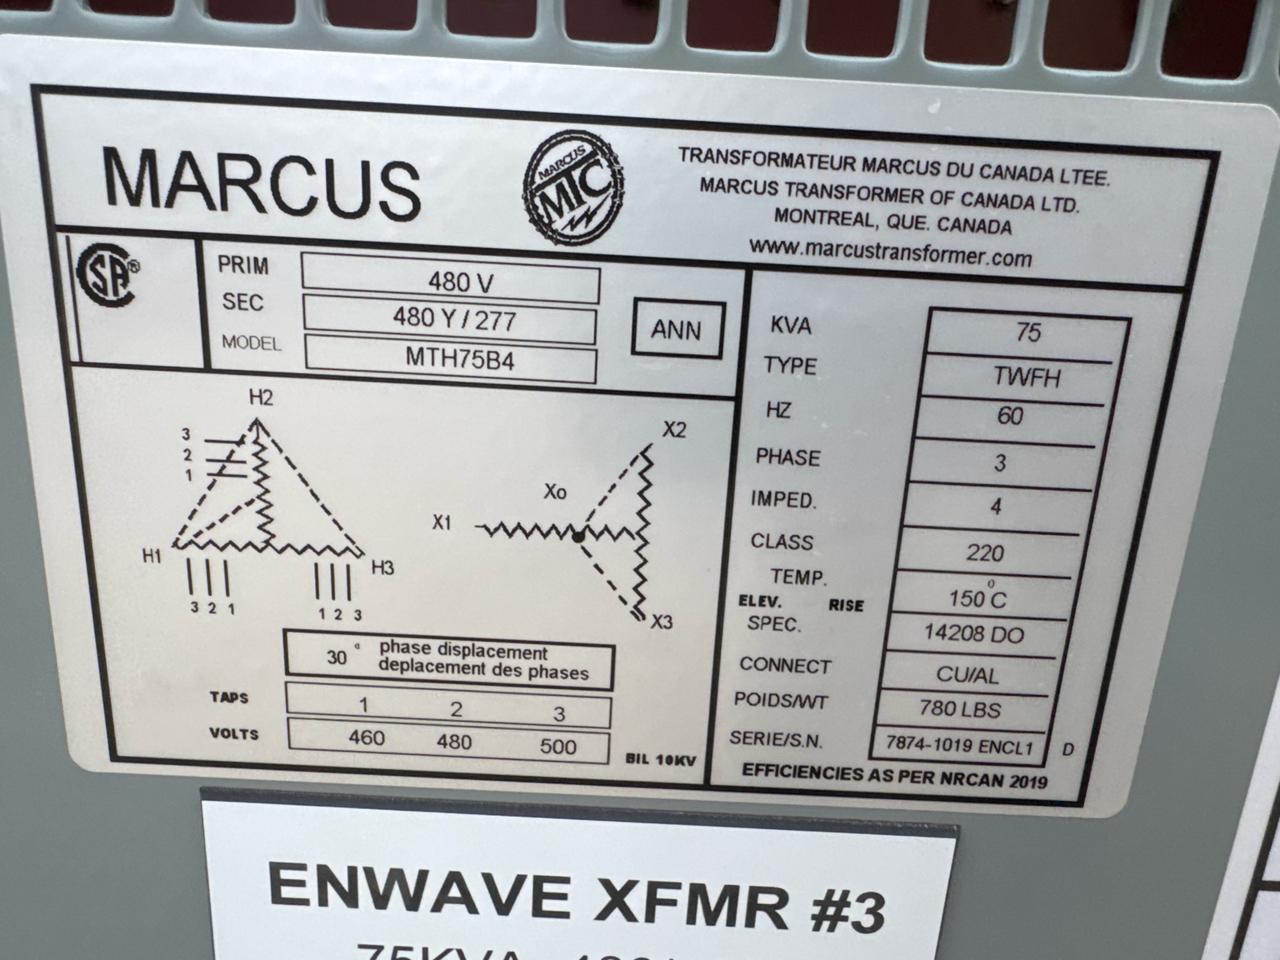 MARCUS
MARCUS
MTC
TRANSFORMATEUR MARCUS DU CANADA LTEE.
MARCUS TRANSFORMER OF CANADA LTD.
MONTREAL, QUE. CANADA
www.marcustransformer.com
SA®
PRIM 480 V
SEC 480 Y / 277
MODEL MTH75B4
ANN
H2
3
2
1
H1
H3
3 2 1
1 2 3
X2
Xo
X1
X3
30° phase displacement
deplacement des phases
TAPS 1 2 3
VOLTS 460 480 500
BIL 10KV
KVA 75
TYPE TWFH
HZ 60
PHASE 3
IMPED. 4
CLASS 220
TEMP.
ELEV. RISE 150°C
SPEC. 14208 DO
CONNECT CU/AL
POIDS/WT 780 LBS
SERIE/S.N. 7874-1019 ENCL1 D
EFFICIENCIES AS PER NRCAN 2019
ENWAVE XFMR #3
75KVA